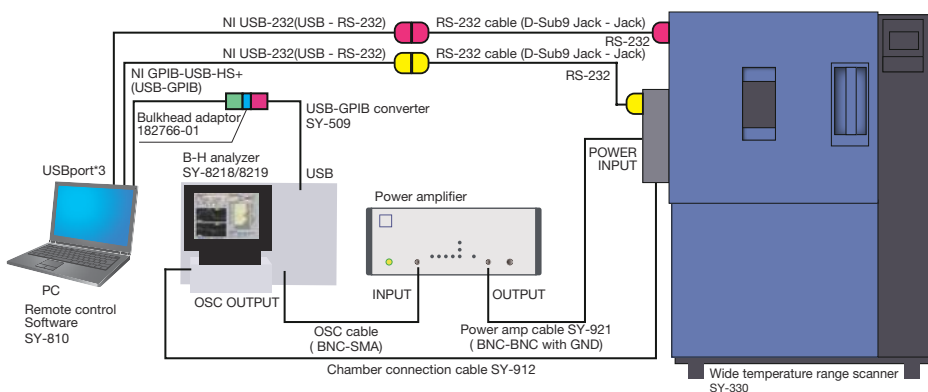 NI USB-232(USB - RS-232)
RS-232 cable (D-Sub9 Jack - Jack)
RS-232
NI USB-232(USB - RS-232)
RS-232 cable (D-Sub9 Jack - Jack)
RS-232
NI GPIB-USB-HS+
(USB-GPIB)
Bulkhead adaptor
182766-01
USB-GPIB converter
SY-509
USBport*3
B-H analyzer
SY-8218/8219
USB
Power amplifier
POWER
INPUT
PC
Remote control
Software
SY-810
OSC OUTPUT
INPUT
OUTPUT
OSC cable
( BNC-SMA)
Power amp cable SY-921
( BNC-BNC with GND)
Chamber connection cable SY-912
Wide temperature range scanner
SY-330